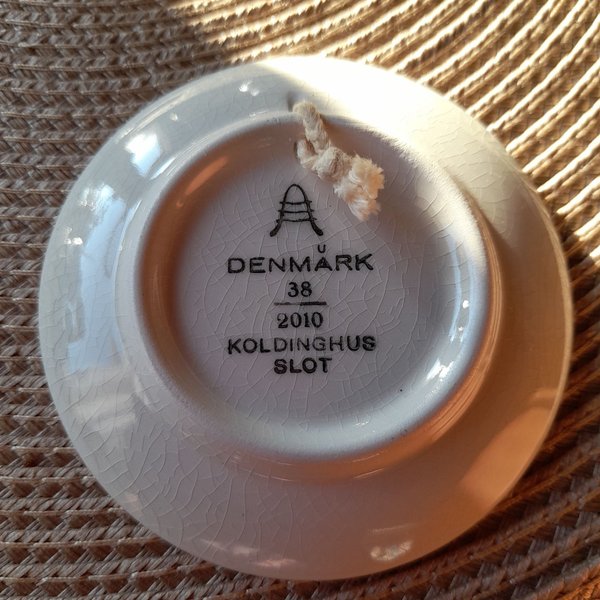 DENMARK
38
2010
KOLDINGHUS
SLOT